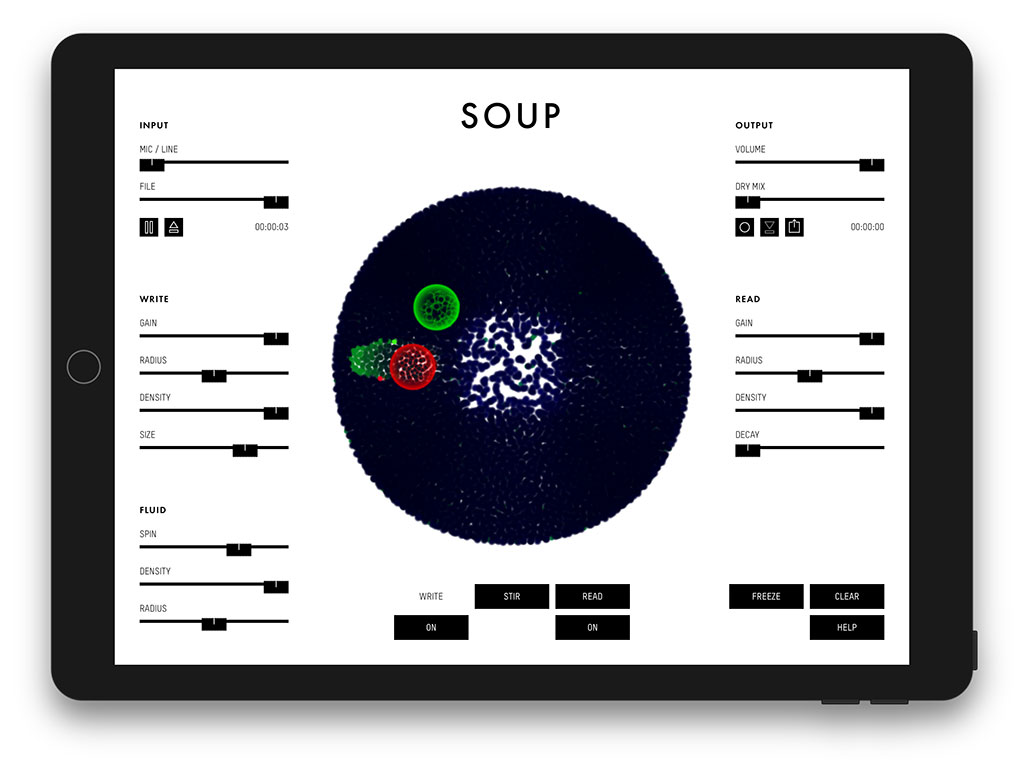 SOUP
INPUT
MIC / LINE
FILE
00:00:03
WRITE
GAIN
RADIUS
DENSITY
SIZE
FLUID
SPIN
DENSITY
RADIUS
WRITE
STIR
READ
ON
ON
OUTPUT
VOLUME
DRY MIX
00:00:00
READ
GAIN
RADIUS
DENSITY
DECAY
FREEZE
CLEAR
HELP